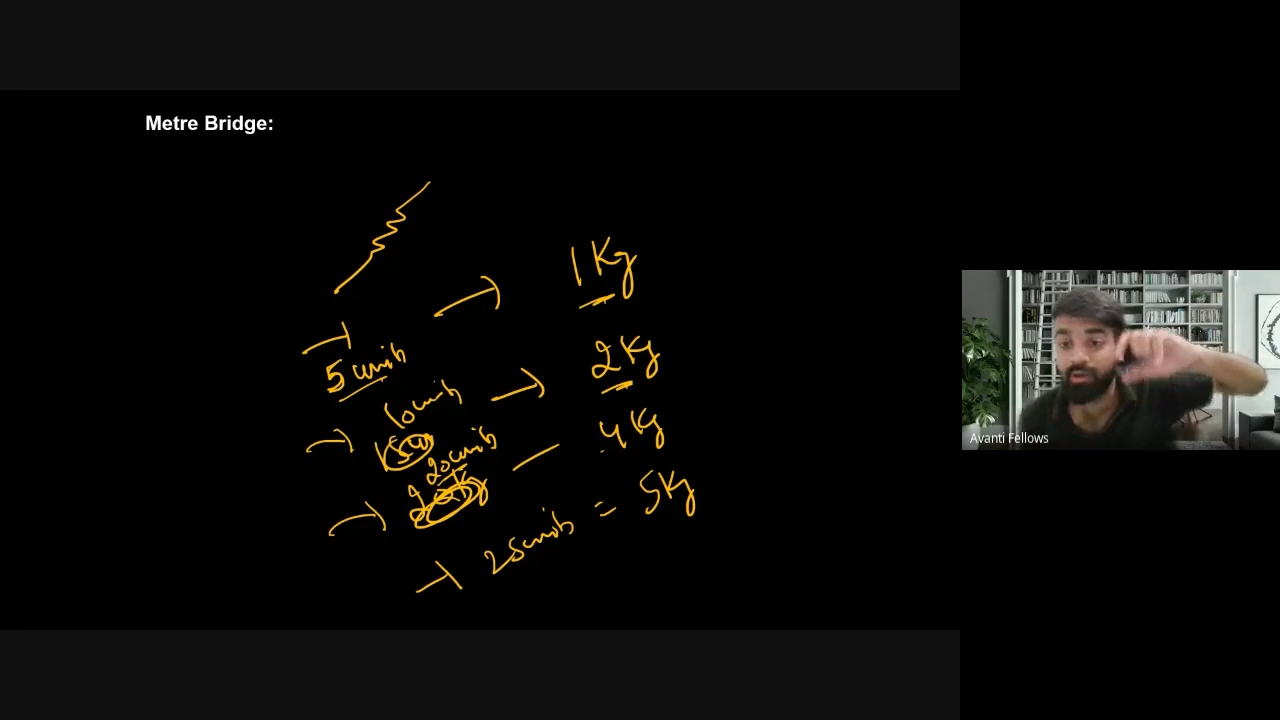 Metre Bridge:
→ 1 Kg
→ 5 units
10 units → 2 Kg
→ 20 units — 4 Kg
→ 25 units = 5 Kg
Avanti Fellows